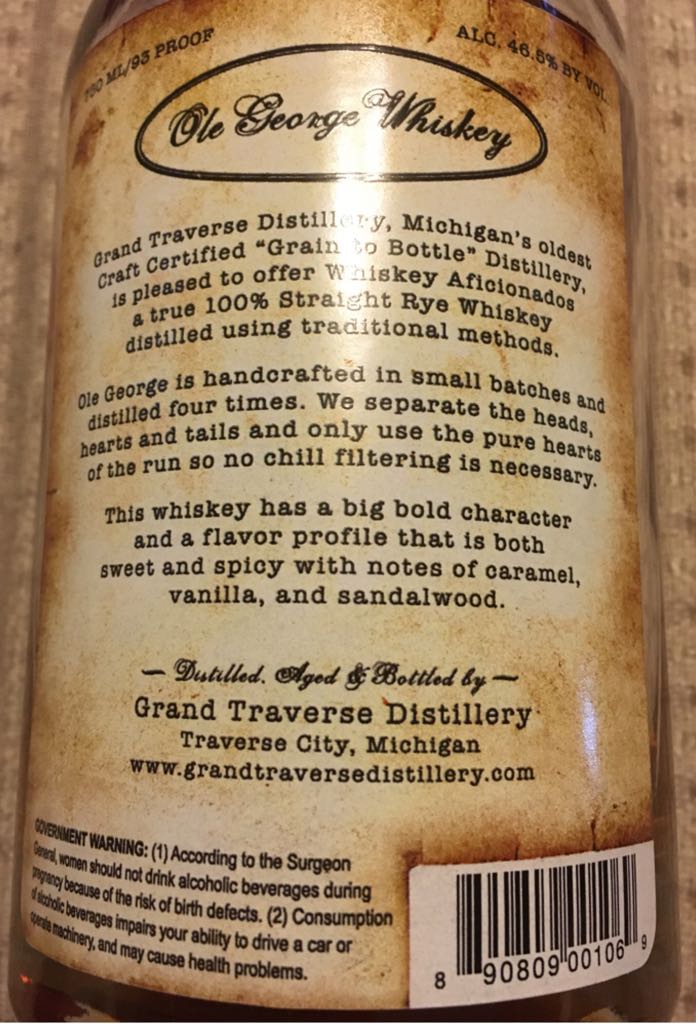 750 ML/93 PROOF
ALC. 46.5% BY VOL.
Ole George Whiskey
Grand Traverse Distillery, Michigan's oldest
Craft Certified "Grain to Bottle" Distillery,
is pleased to offer Whiskey Aficionados
a true 100% Straight Rye Whiskey
distilled using traditional methods.
Ole George is handcrafted in small batches and
distilled four times. We separate the heads,
hearts and tails and only use the pure hearts
of the run so no chill filtering is necessary.
This whiskey has a big bold character
and a flavor profile that is both
sweet and spicy with notes of caramel,
vanilla, and sandalwood.
— Distilled, Aged & Bottled by —
Grand Traverse Distillery
Traverse City, Michigan
www.grandtraversedistillery.com
GOVERNMENT WARNING: (1) According to the Surgeon
General, women should not drink alcoholic beverages during
pregnancy because of the risk of birth defects. (2) Consumption
of alcoholic beverages impairs your ability to drive a car or
operate machinery, and may cause health problems.
8 90809 00106 9